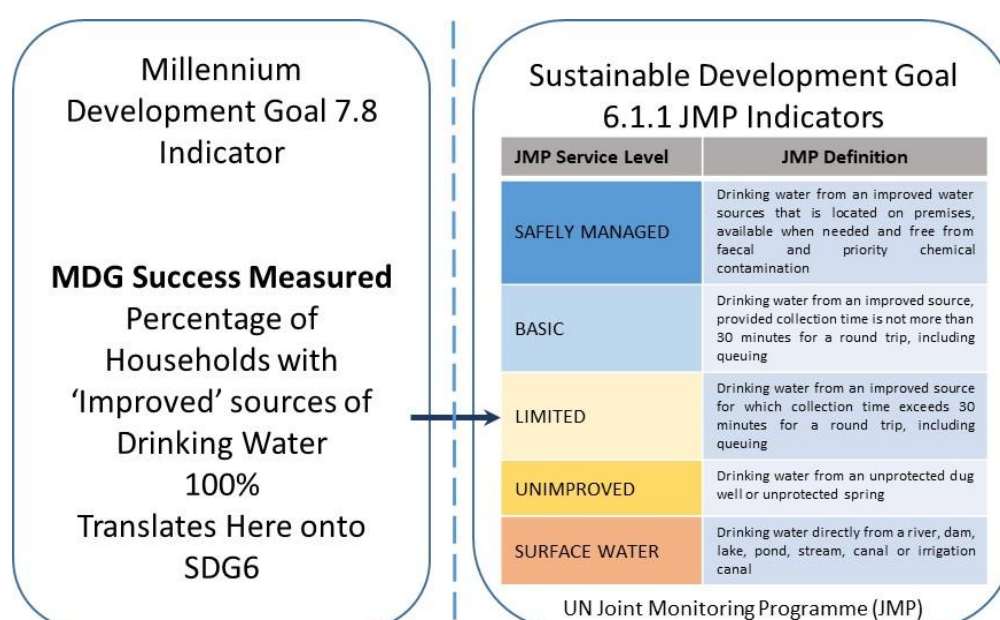 Millennium
Development Goal 7.8
Indicator
MDG Success Measured
Percentage of
Households with
‘Improved’ sources of
Drinking Water
100%
Translates Here onto
SDG6
Sustainable Development Goal
6.1.1 JMP Indicators
JMP Service Level
JMP Definition
SAFELY MANAGED
Drinking water from an improved water
sources that is located on premises,
available when needed and free from
faecal and priority chemical
contamination
BASIC
Drinking water from an improved source,
provided collection time is not more than
30 minutes for a round trip, including
queuing
LIMITED
Drinking water from an improved source
for which collection time exceeds 30
minutes for a round trip, including
queuing
UNIMPROVED
Drinking water from an unprotected dug
well or unprotected spring
SURFACE WATER
Drinking water directly from a river, dam,
lake, pond, stream, canal or irrigation
canal
UN Joint Monitoring Programme (JMP)